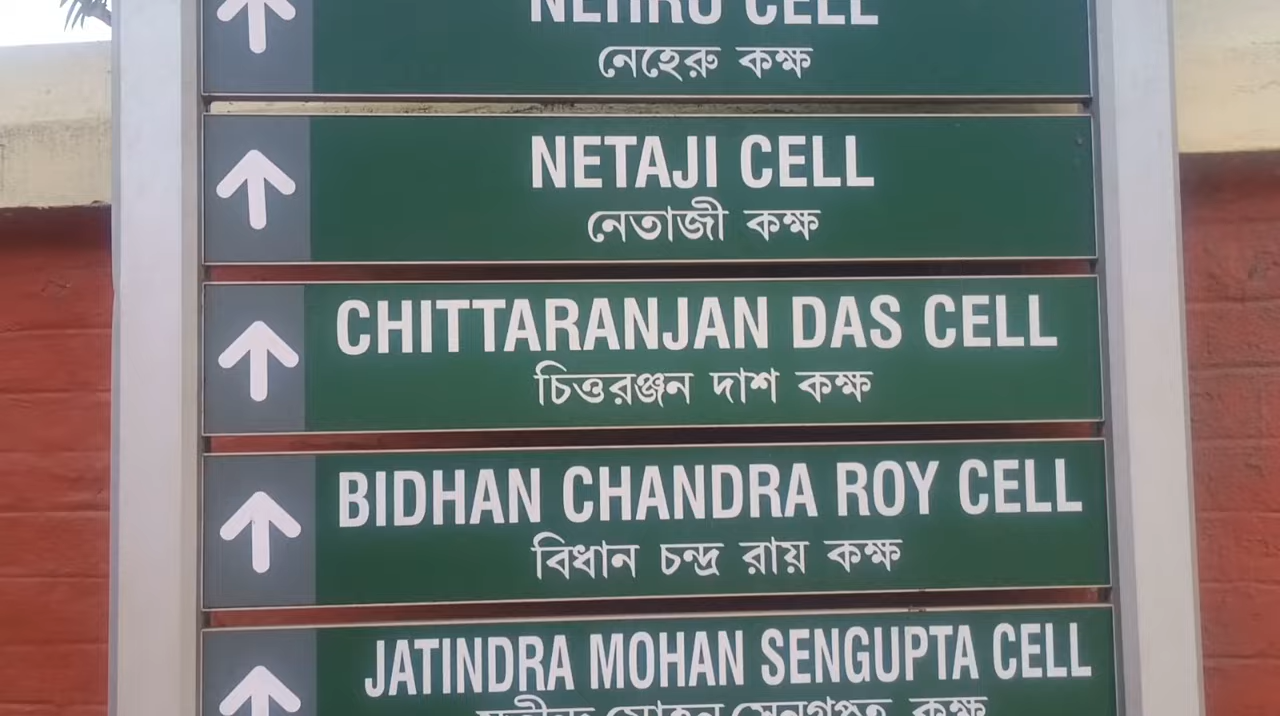 NEHRU CELL
নেহেরু কক্ষ
NETAJI CELL
নেতাজী কক্ষ
CHITTARANJAN DAS CELL
চিত্তরঞ্জন দাশ কক্ষ
BIDHAN CHANDRA ROY CELL
বিধান চন্দ্র রায় কক্ষ
JATINDRA MOHAN SENGUPTA CELL
যতীন্দ্র মোহন সেনগুপ্ত কক্ষ